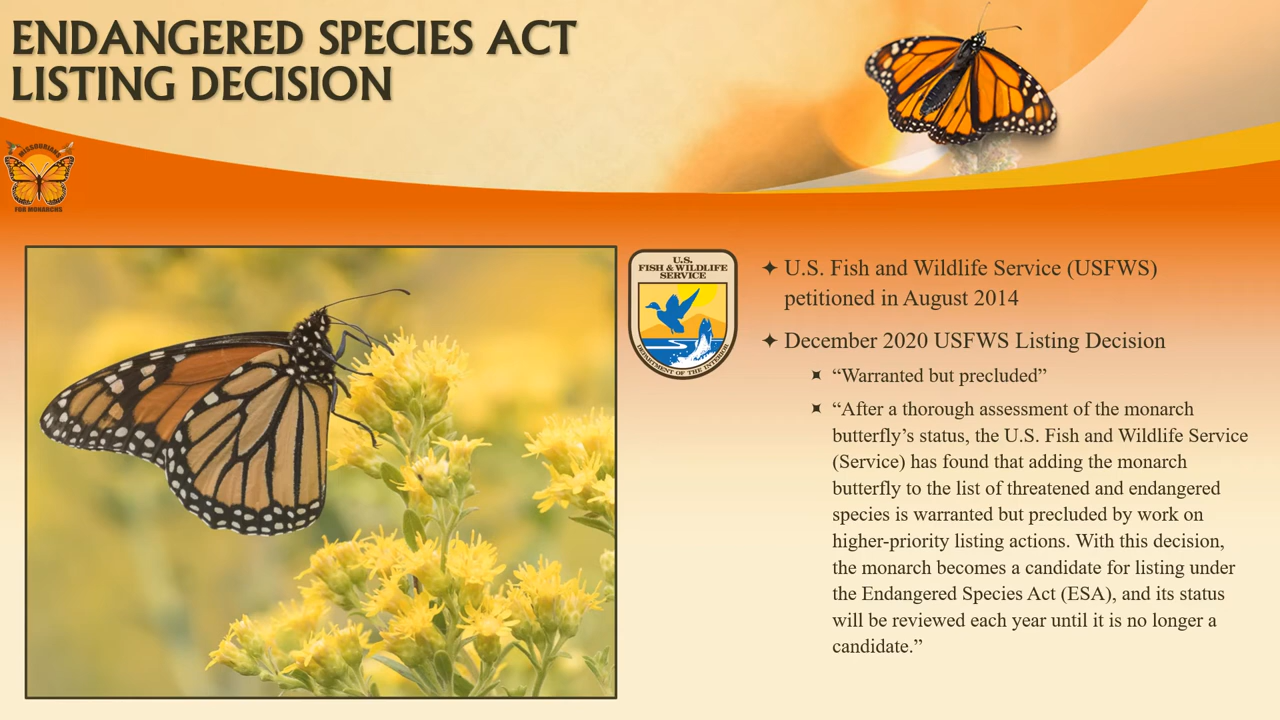 ENDANGERED SPECIES ACT
LISTING DECISION
MISSOURIANS
FOR MONARCHS
U.S.
FISH & WILDLIFE
SERVICE
DEPARTMENT OF THE INTERIOR
U.S. Fish and Wildlife Service (USFWS)
petitioned in August 2014
December 2020 USFWS Listing Decision
“Warranted but precluded”
“After a thorough assessment of the monarch
butterfly’s status, the U.S. Fish and Wildlife Service
(Service) has found that adding the monarch
butterfly to the list of threatened and endangered
species is warranted but precluded by work on
higher-priority listing actions. With this decision,
the monarch becomes a candidate for listing under
the Endangered Species Act (ESA), and its status
will be reviewed each year until it is no longer a
candidate.”